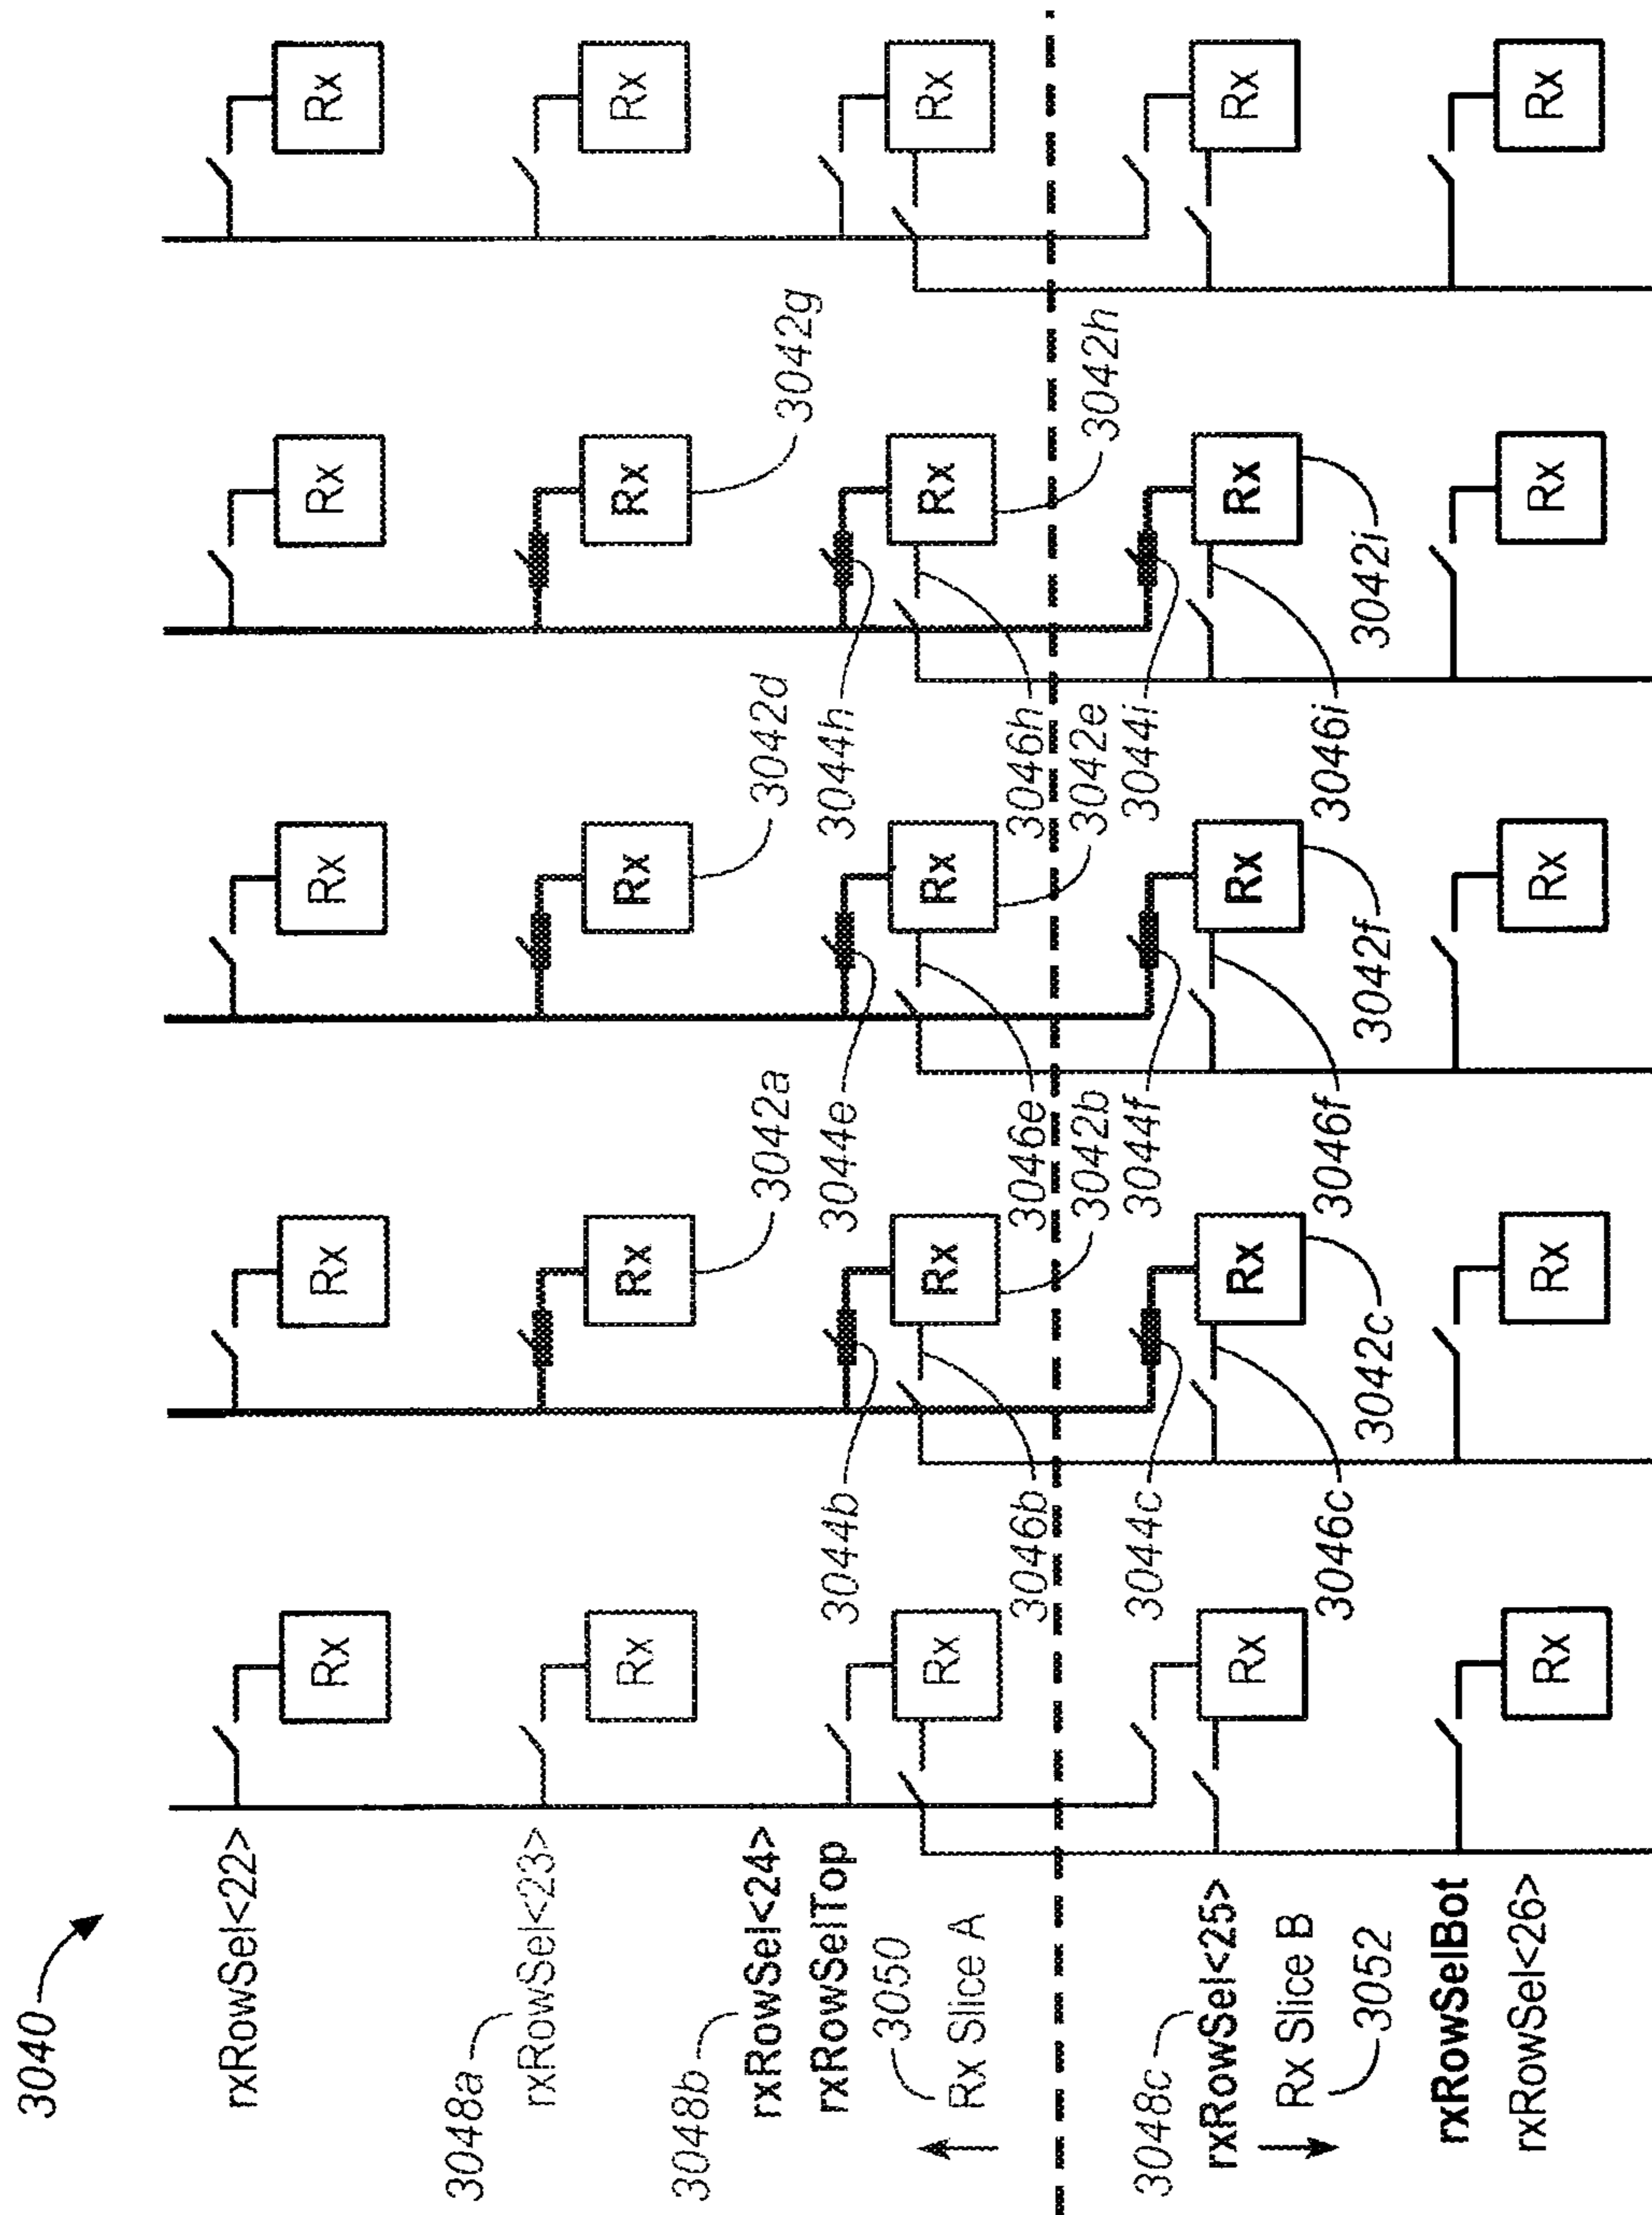 3040
rxRowSel<22>
Rx Rx Rx Rx Rx
3048a
rxRowSel<23>
Rx Rx Rx Rx Rx
3048b
rxRowSel<24>
3042a 3042d 3042g
rxRowSelTop
3044b 3044e 3044h
3050
Rx Slice A
Rx Rx Rx Rx Rx
3046b 3046e 3046h
3042b 3042e 3042h
3048c
3044c 3044f 3044i
rxRowSel<25>
Rx Rx Rx Rx Rx
Rx Slice B
3046c 3046f 3046i
3052
3042c 3042f 3042i
rxRowSelBot
rxRowSel<26>
Rx Rx Rx Rx Rx